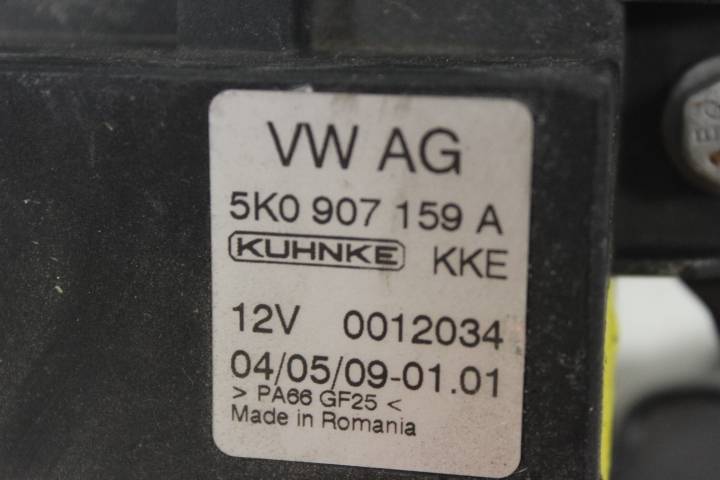 VW AG
5K0 907 159 A
KUHNKE KKE
12V 0012034
04/05/09-01.01
> PA66 GF25 <
Made in Romania